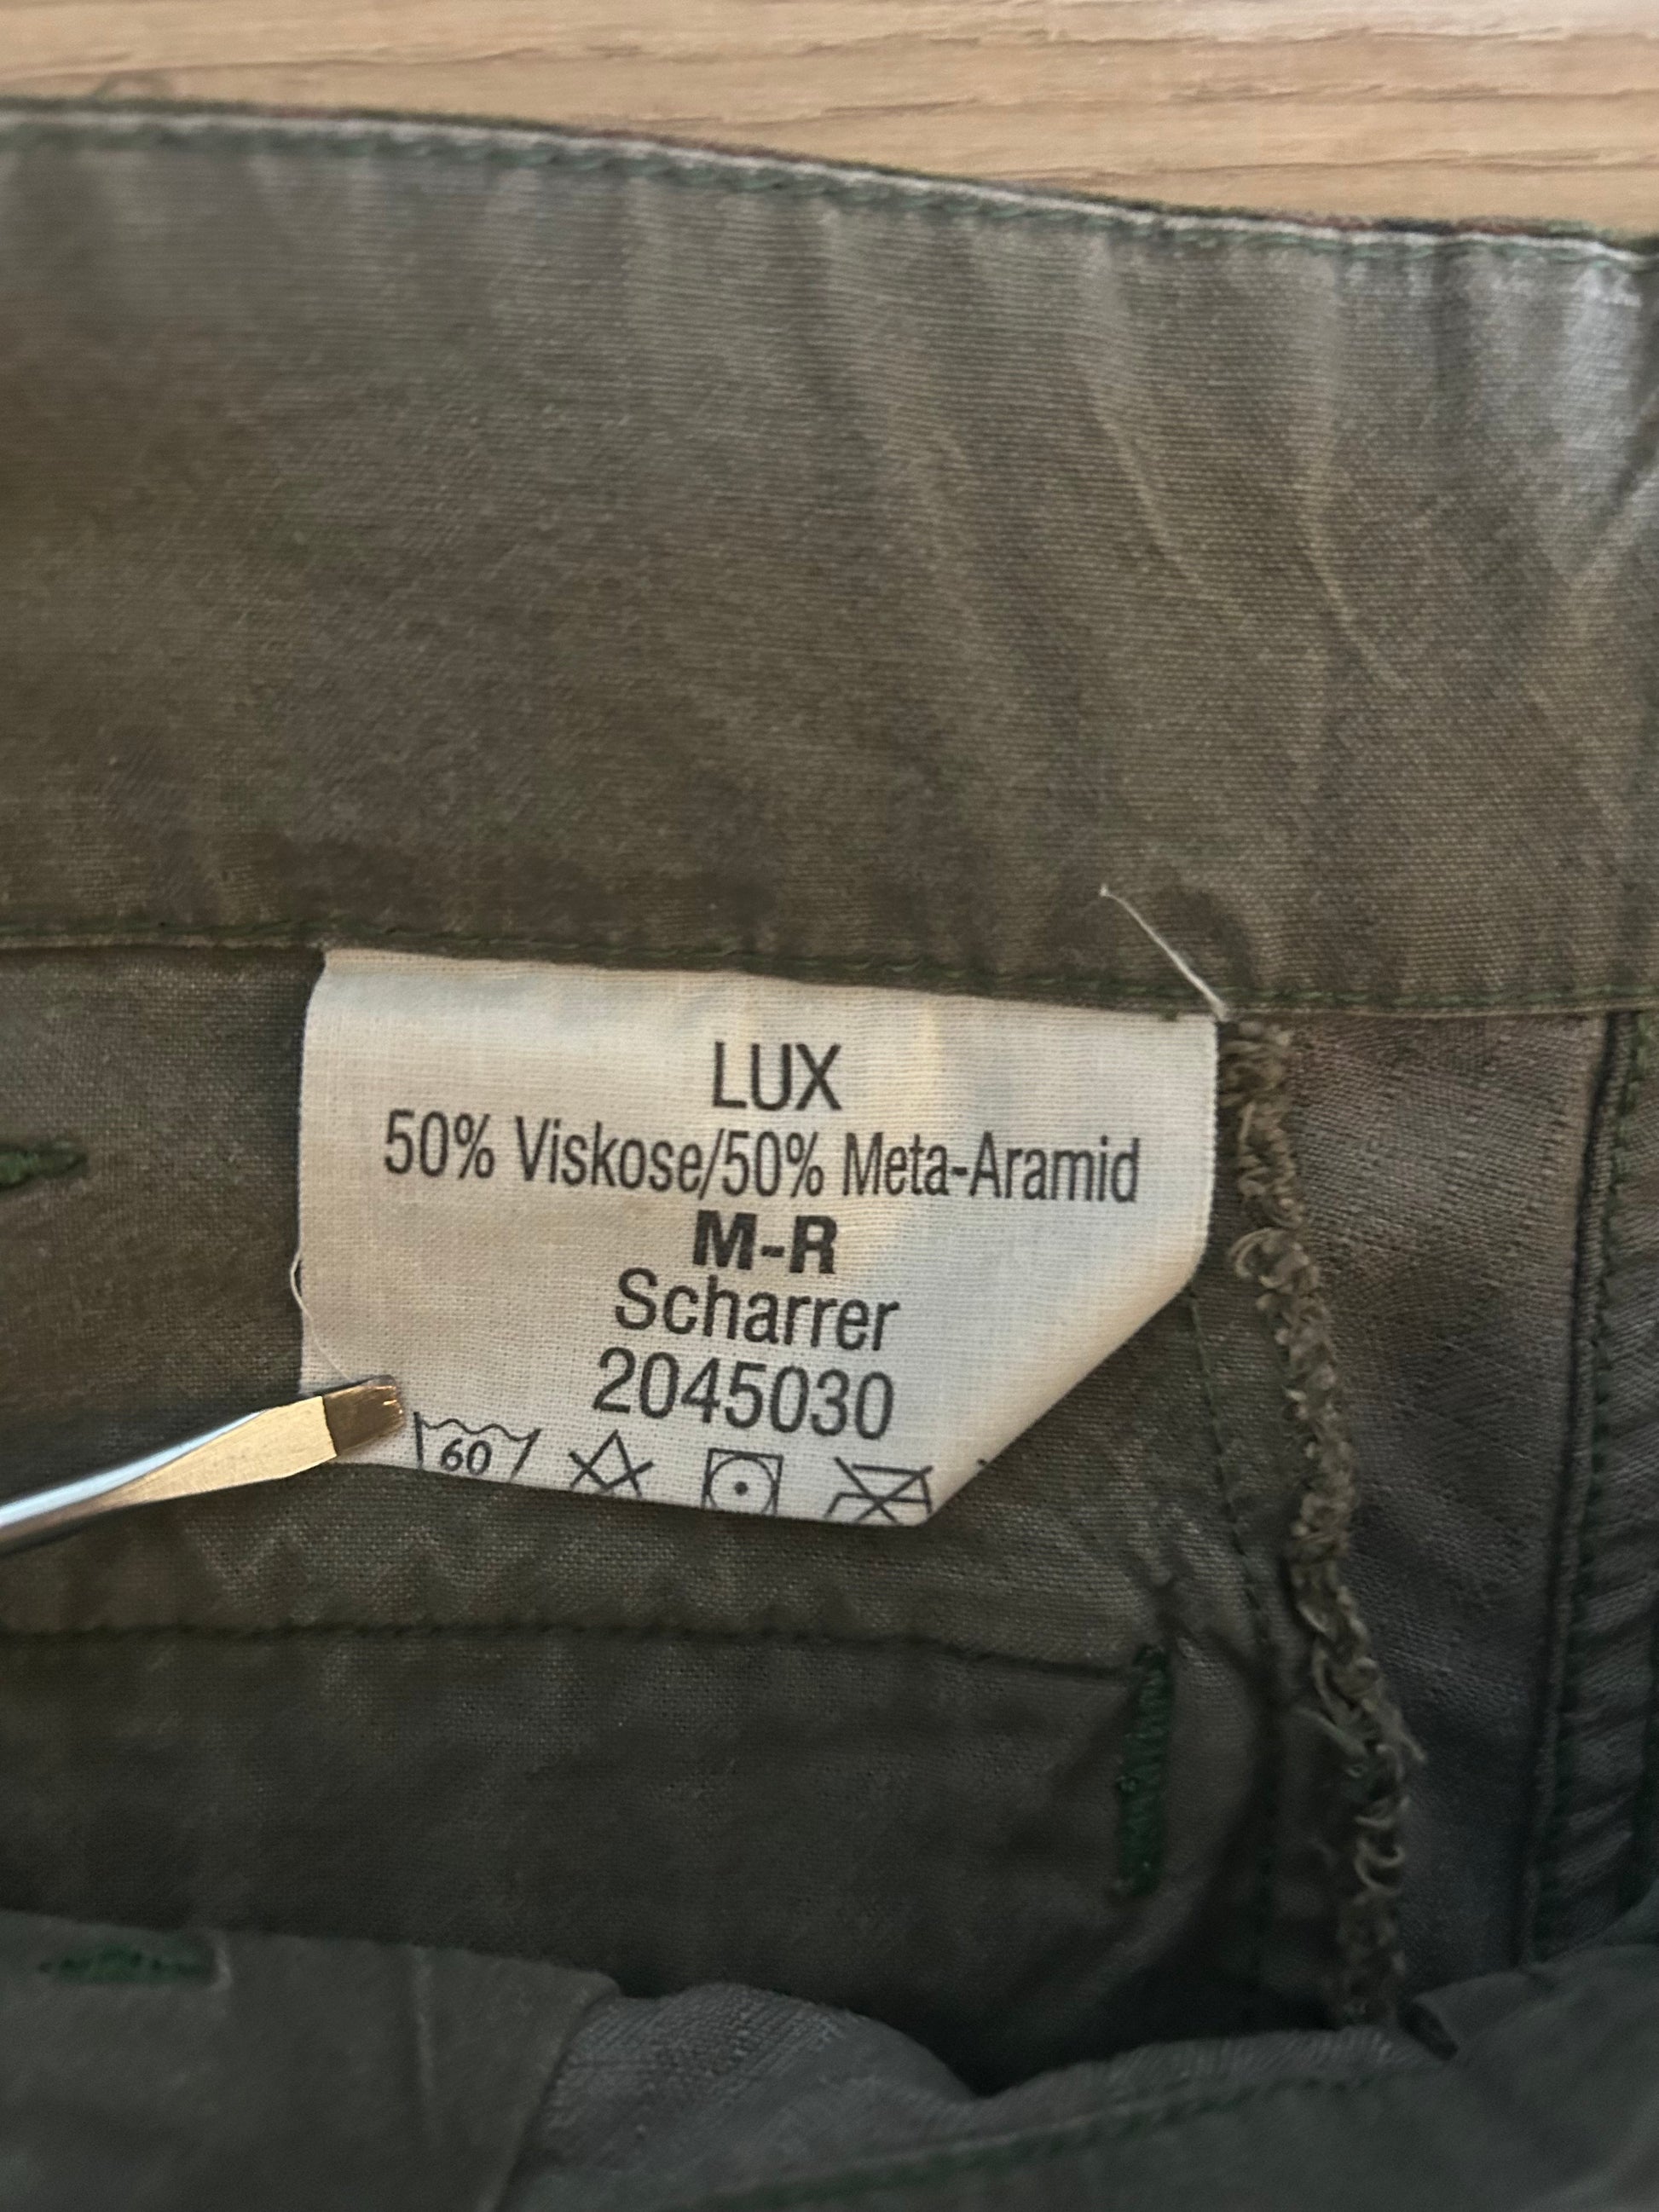 LUX
50% Viskose/50% Meta-Aramid
M-R
Scharrer
2045030
60